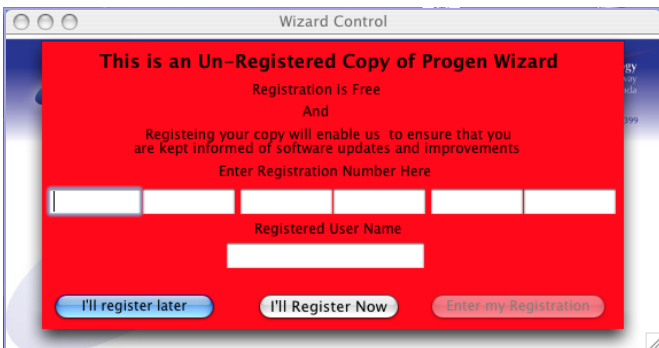 Wizard Control
This is an Un-Registered Copy of Progen Wizard
Registration is Free
And
Registeing your copy will enable us to ensure that you
are kept informed of software updates and improvements
Enter Registration Number Here
Registered User Name
I'll register later
I'll Register Now
Enter my Registration